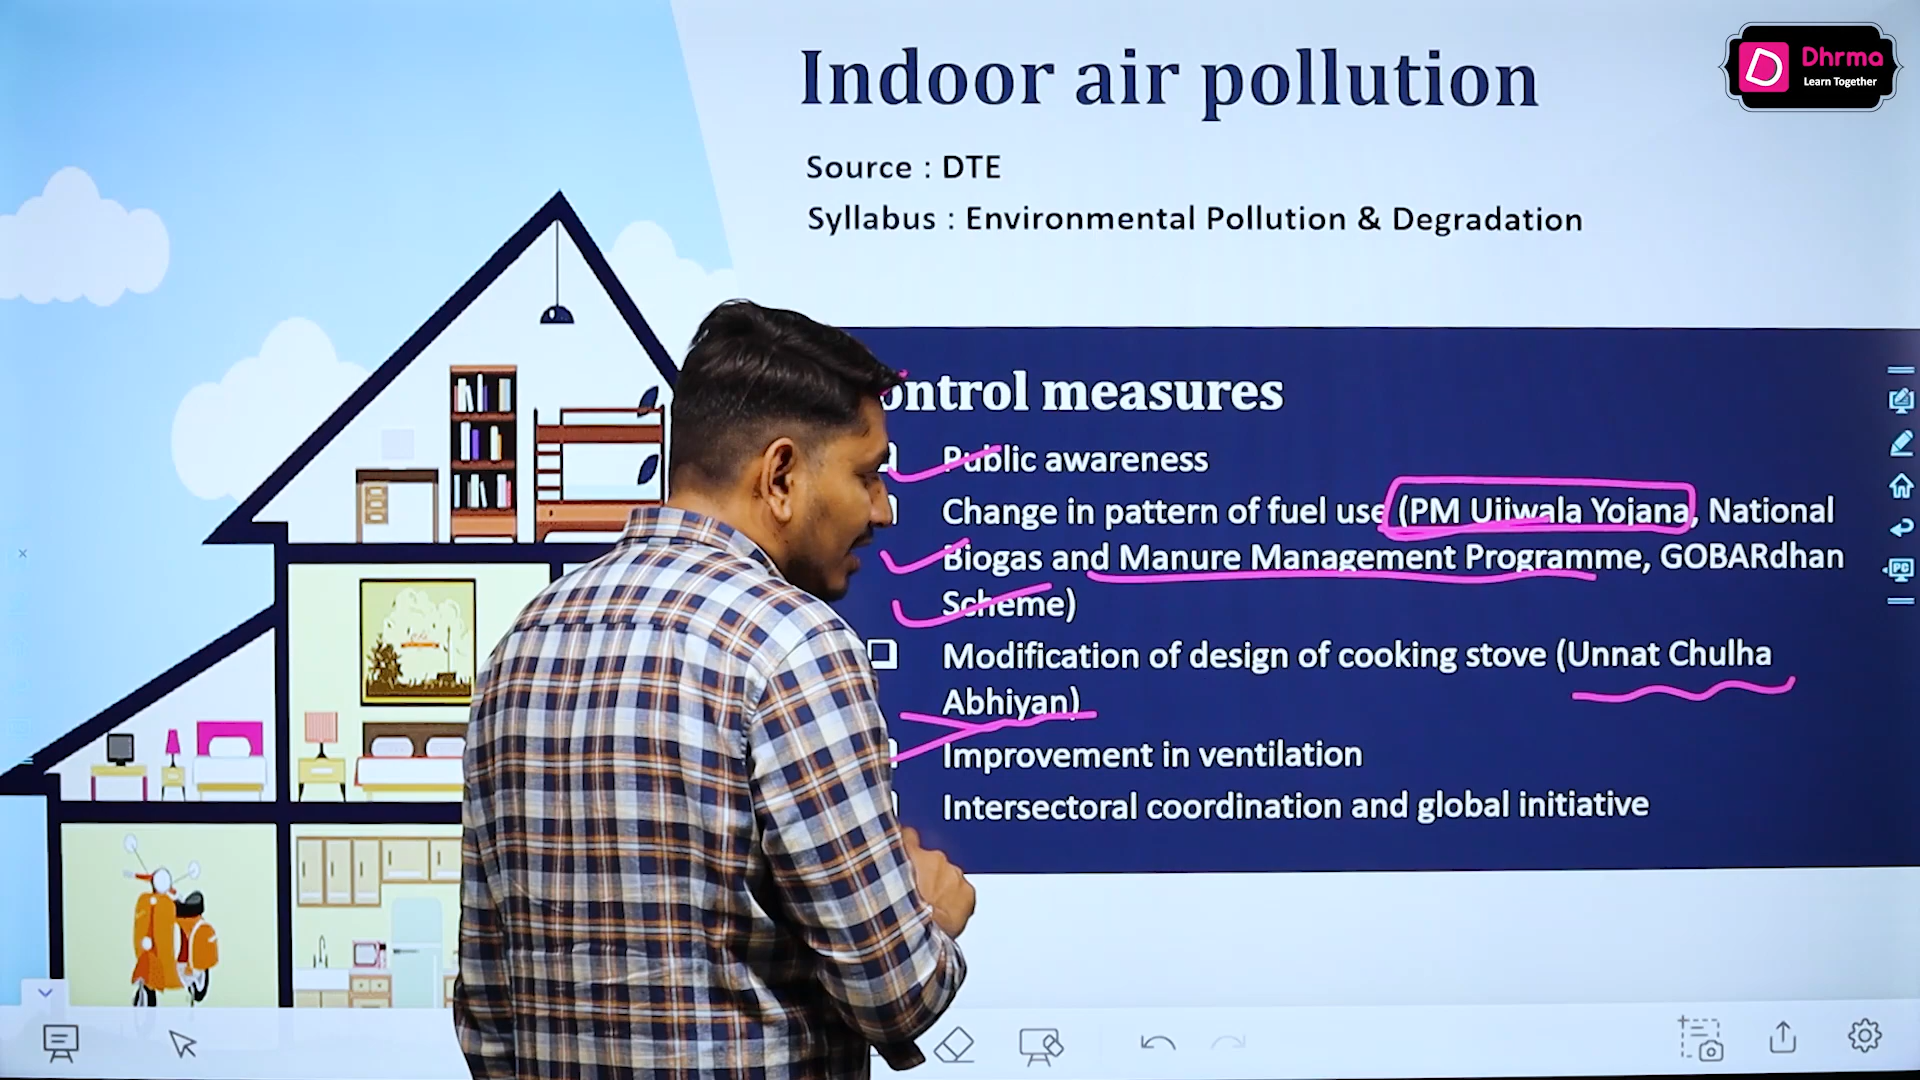 Dhrma
Learn Together
Indoor air pollution
Source : DTE
Syllabus : Environmental Pollution & Degradation
ontrol measures
Public awareness
Change in pattern of fuel use (PM Ujjwala Yojana, National
Biogas and Manure Management Programme, GOBARdhan
Scheme)
Modification of design of cooking stove (Unnat Chulha
Abhiyan)
Improvement in ventilation
Intersectoral coordination and global initiative
PC